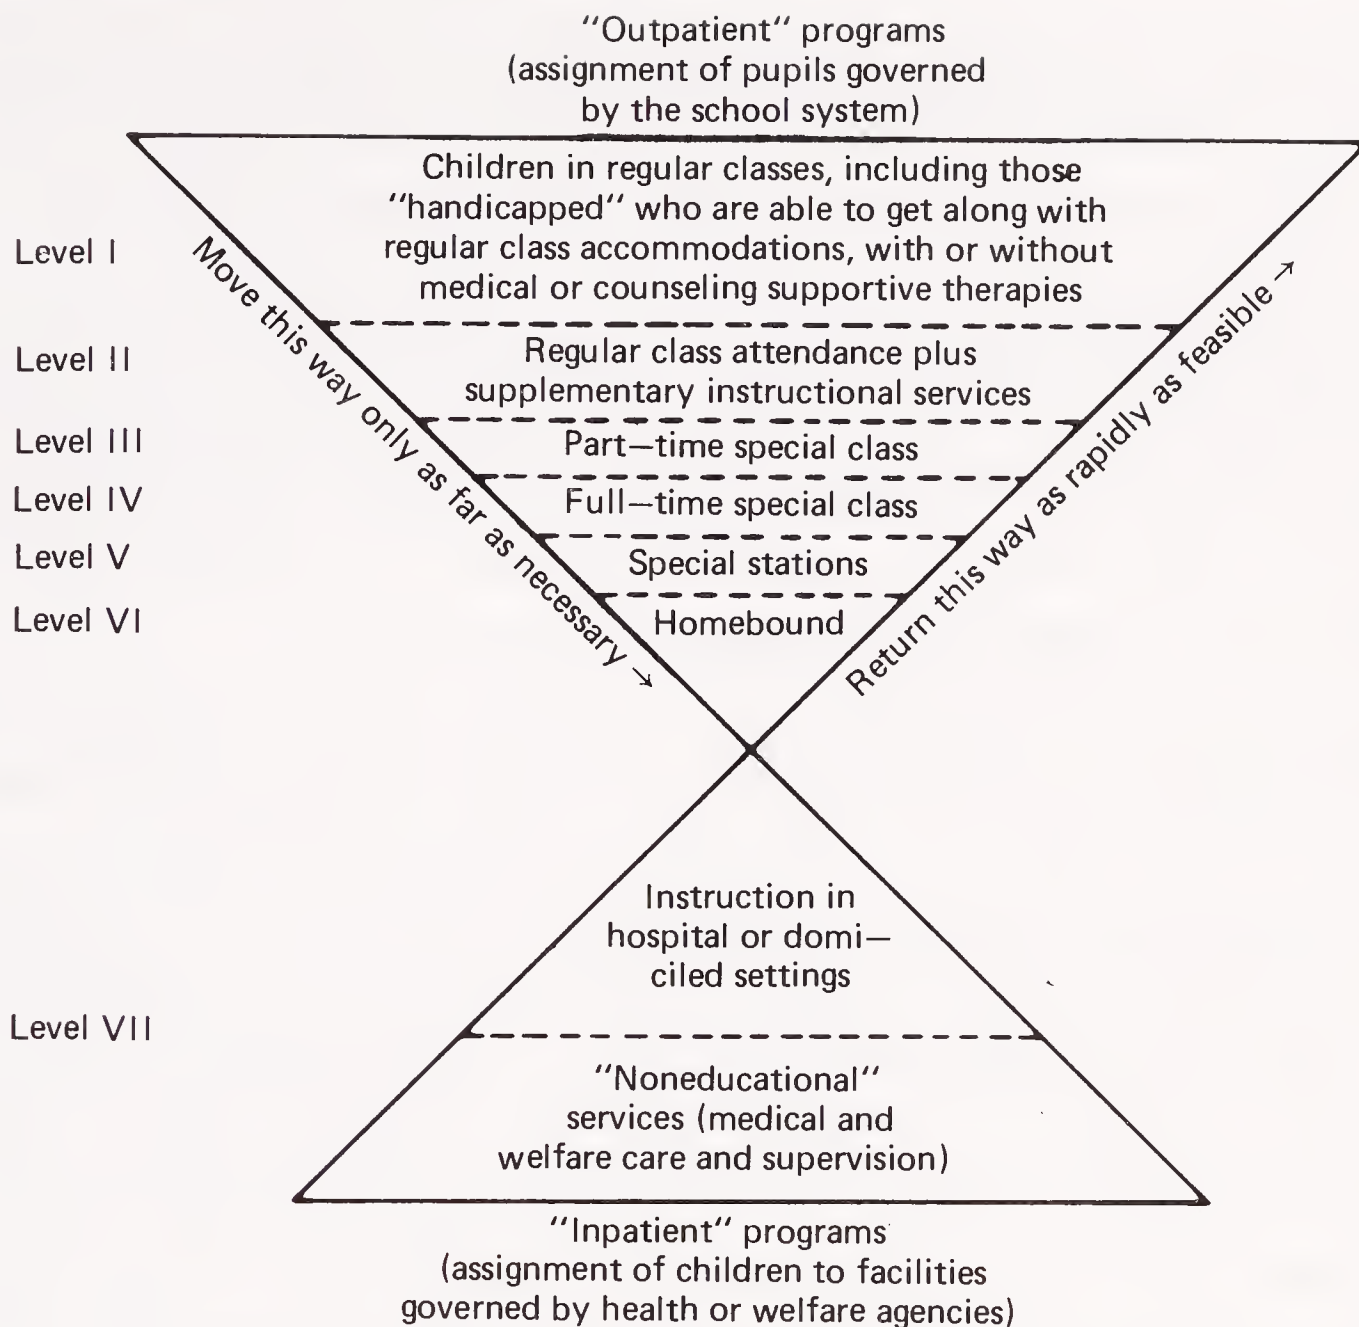 "Outpatient" programs
(assignment of pupils governed
by the school system)
Level I
Children in regular classes, including those
"handicapped" who are able to get along with
regular class accommodations, with or without
medical or counseling supportive therapies
Level II
Regular class attendance plus
supplementary instructional services
Level III
Part—time special class
Level IV
Full—time special class
Level V
Special stations
Level VI
Homebound
Move this way only as far as necessary →
Return this way as rapidly as feasible →
Instruction in
hospital or domi—
ciled settings
Level VII
"Noneducational"
services (medical and
welfare care and supervision)
"Inpatient" programs
(assignment of children to facilities
governed by health or welfare agencies)